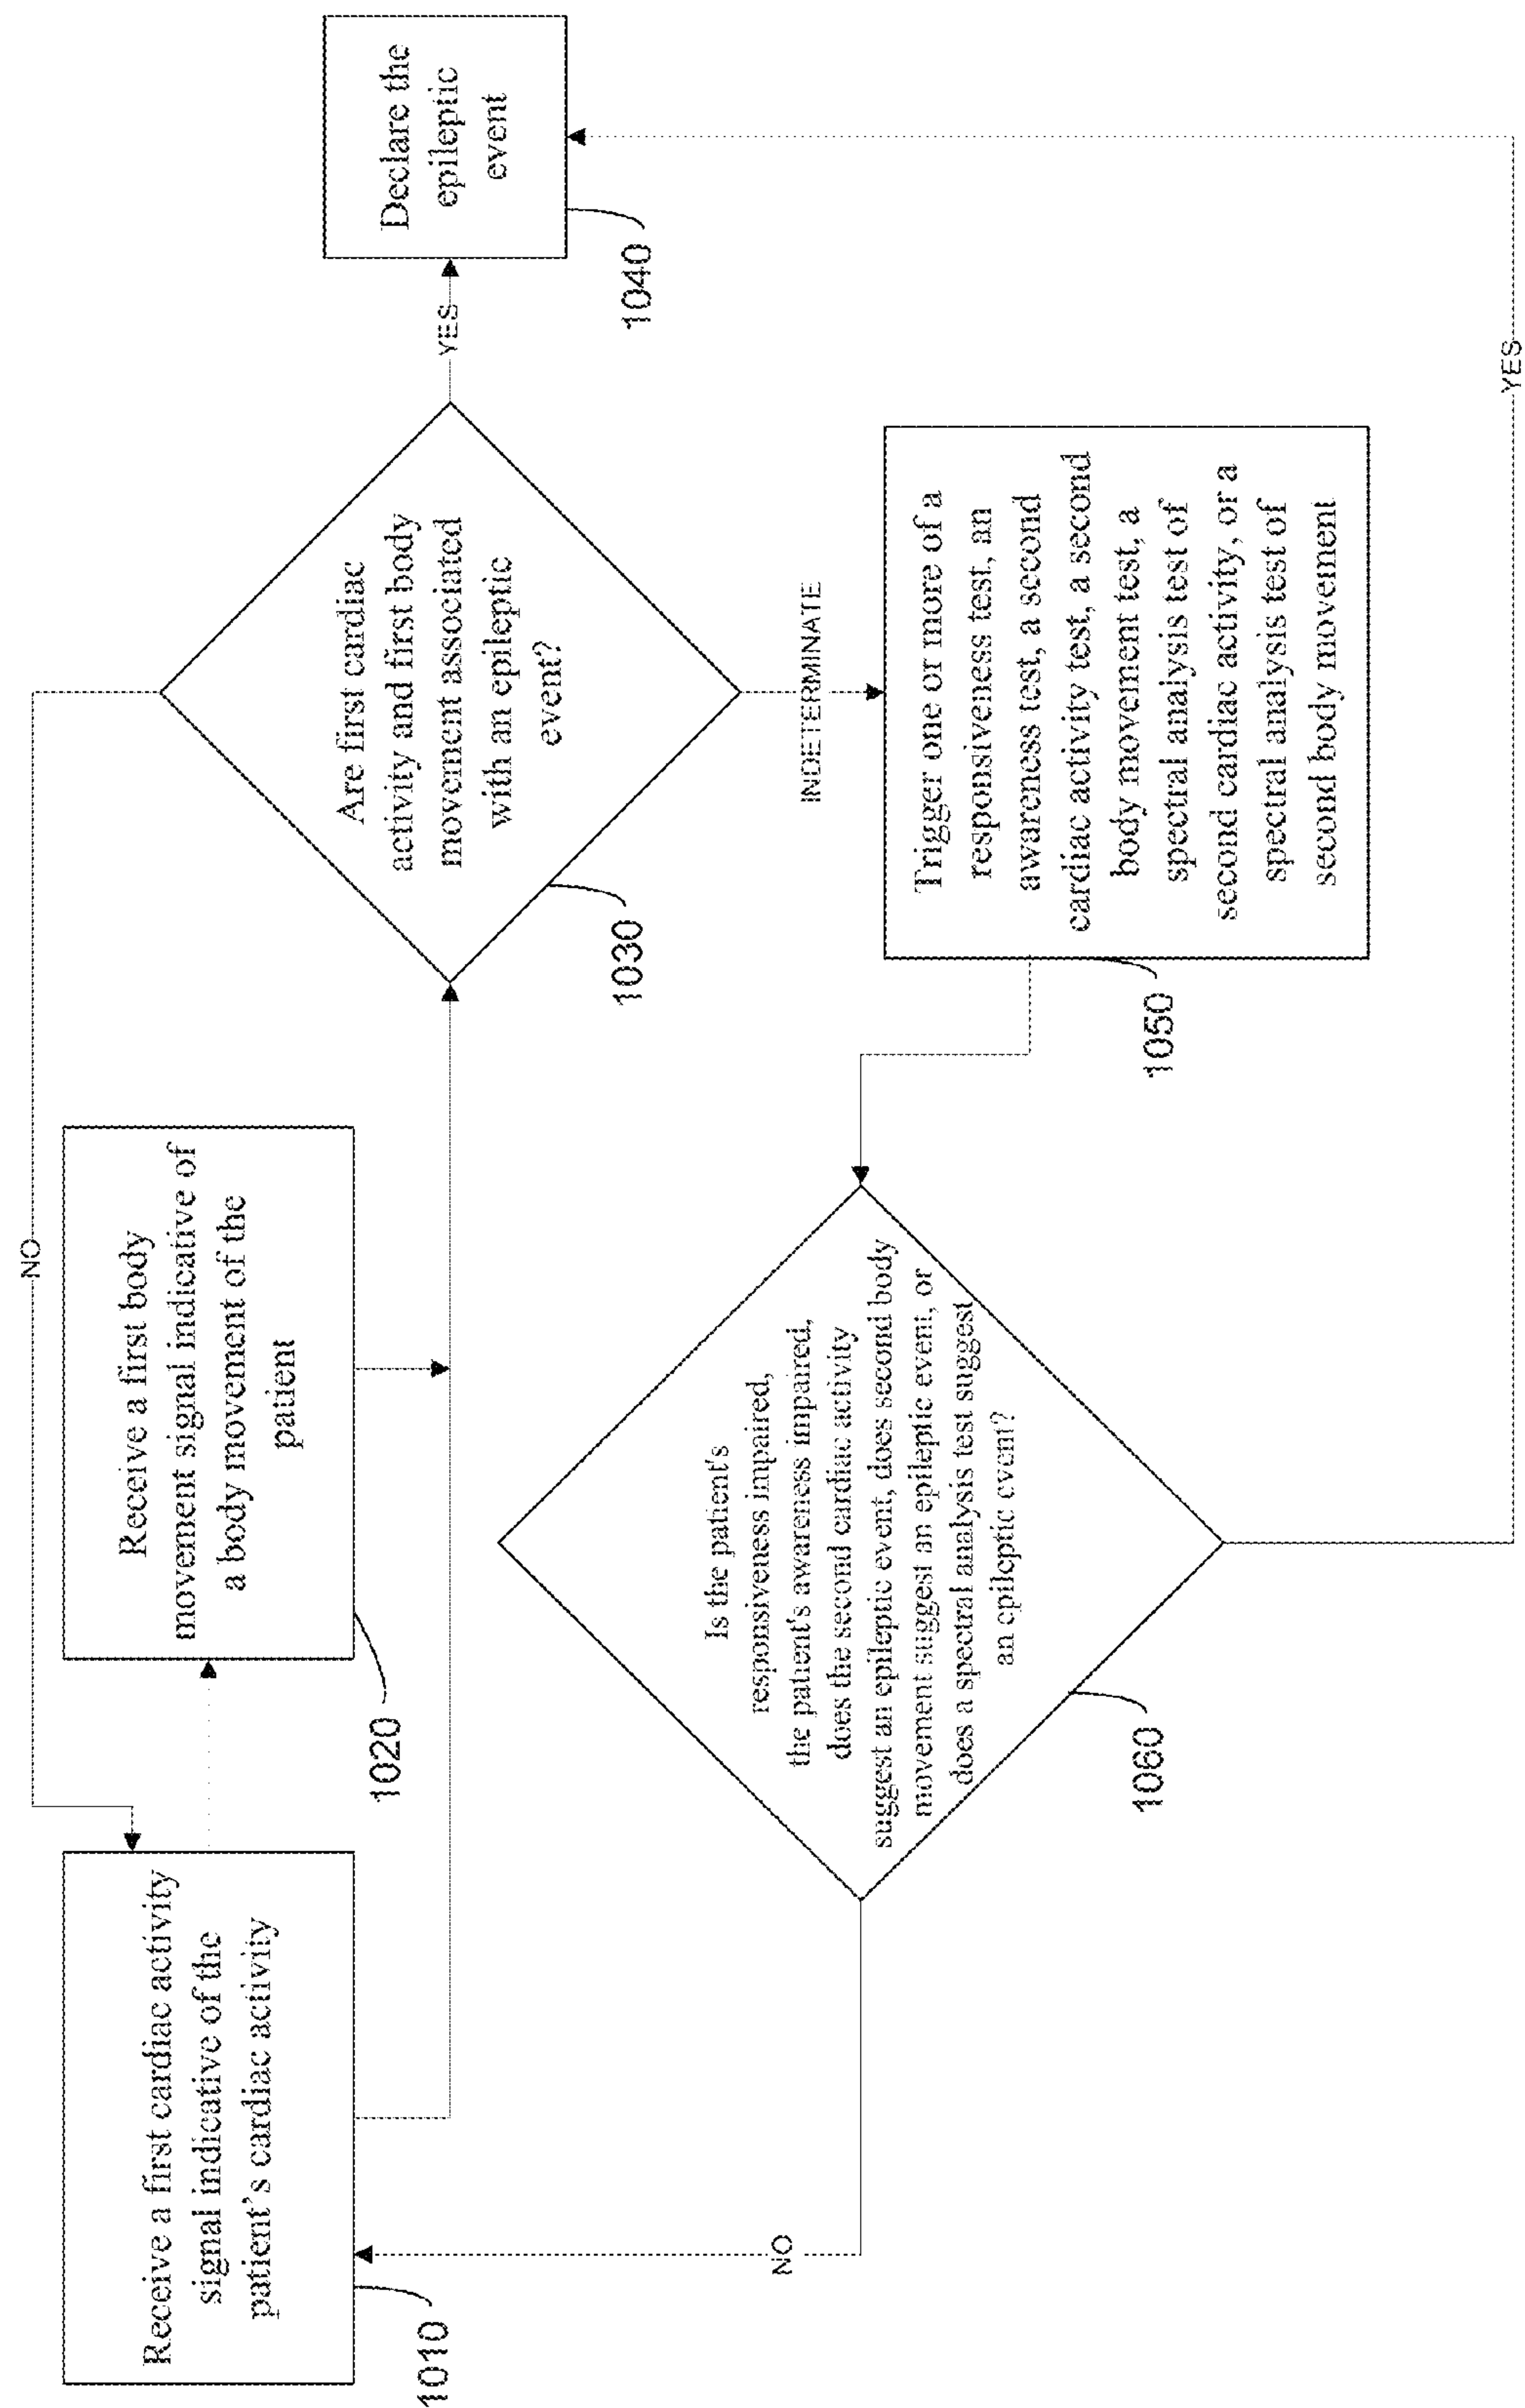 Receive a first cardiac activity
signal indicative of the
patient's cardiac activity
1010
Receive a first body
movement signal indicative of
a body movement of the
patient
1020
NO
Are first cardiac
activity and first body
movement associated
with an epileptic
event?
1030
YES
Declare the
epileptic
event
1040
INDETERMINATE
Trigger one or more of a
responsiveness test, an
awareness test, a second
cardiac activity test, a second
body movement test, a
spectral analysis test of
second cardiac activity, or a
spectral analysis test of
second body movement
1050
Is the patient's
responsiveness impaired,
the patient's awareness impaired,
does the second cardiac activity
suggest an epileptic event, does second body
movement suggest an epileptic event, or
does a spectral analysis test suggest
an epileptic event?
1060
NO
YES